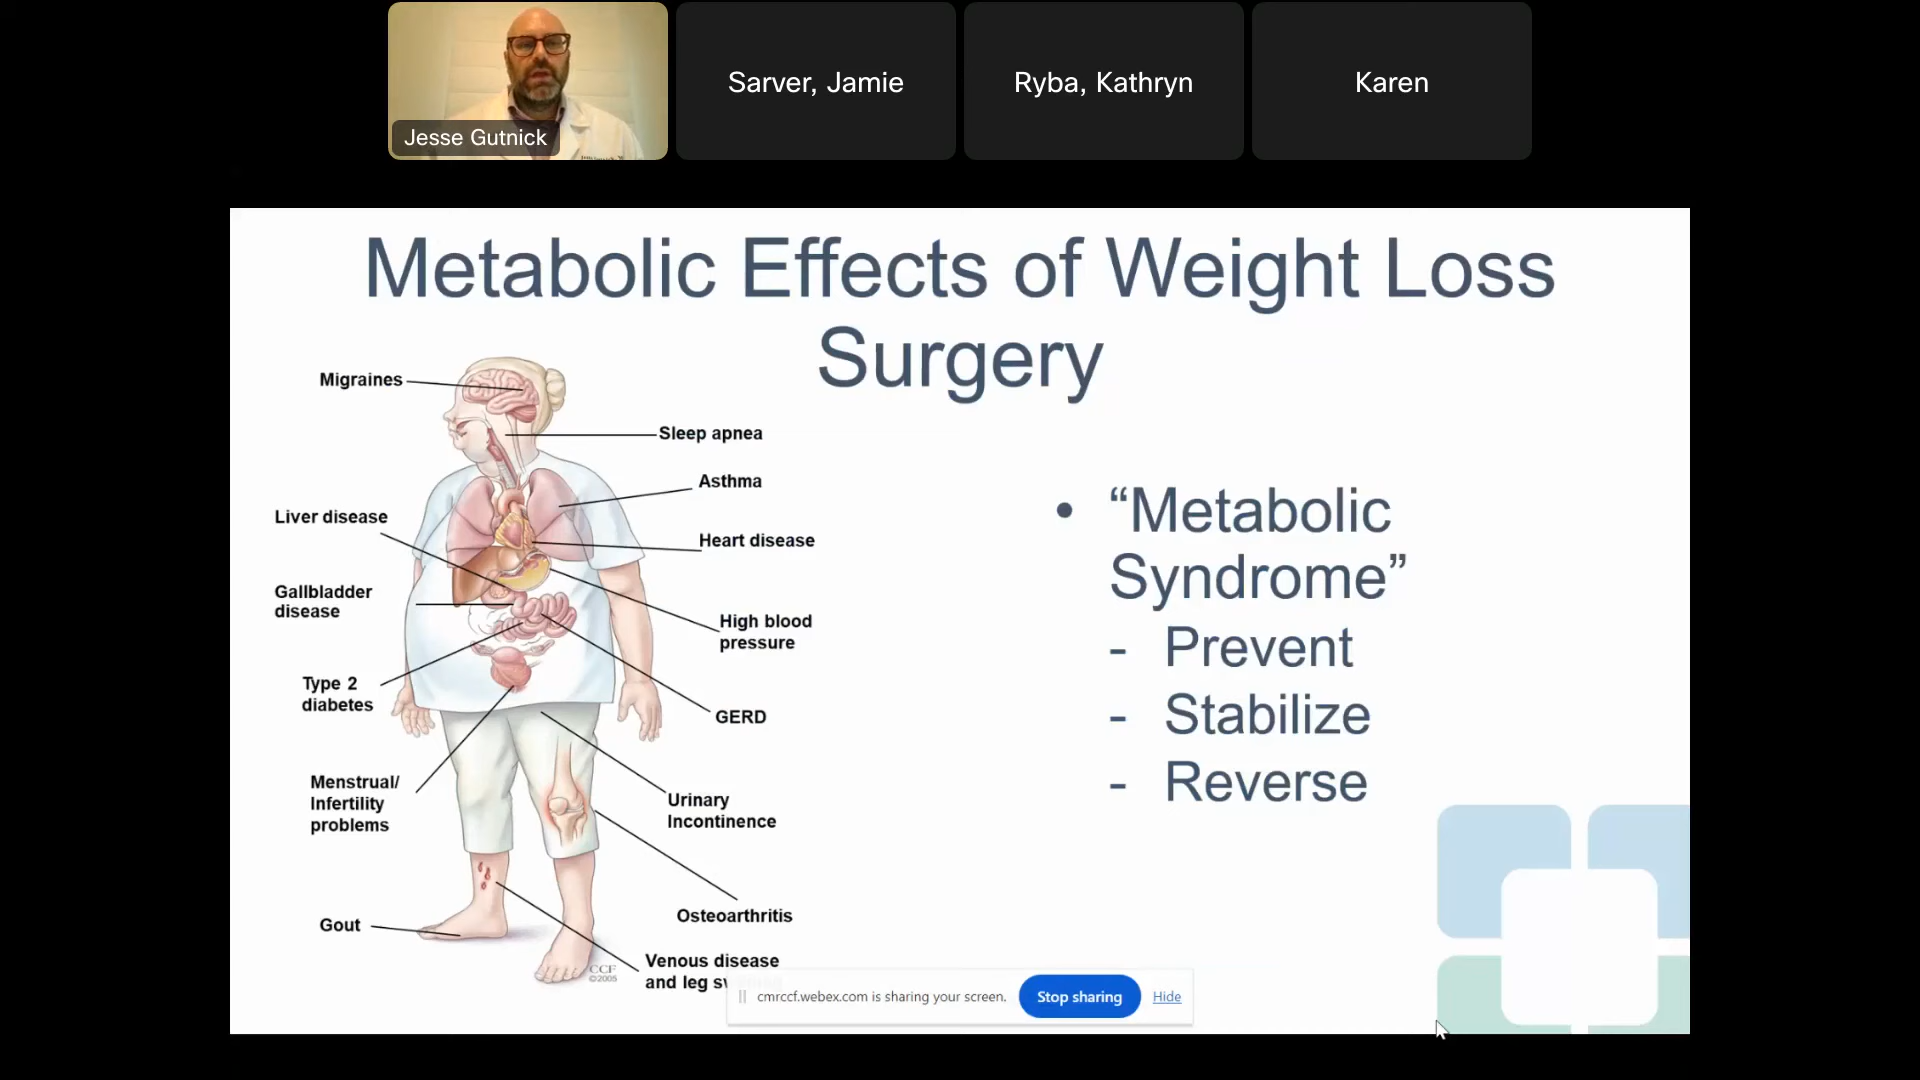 Jesse Gutnick
Sarver, Jamie
Ryba, Kathryn
Karen
Metabolic Effects of Weight Loss
Surgery
Migraines
Sleep apnea
Asthma
Liver disease
Heart disease
Gallbladder
disease
High blood
pressure
Type 2
diabetes
GERD
Menstrual/
Infertility
problems
Urinary
Incontinence
Osteoarthritis
Gout
Venous disease
and leg
CCF
©2005
• “Metabolic
Syndrome”
- Prevent
- Stabilize
- Reverse
cmrccf.webex.com is sharing your screen.
Stop sharing
Hide